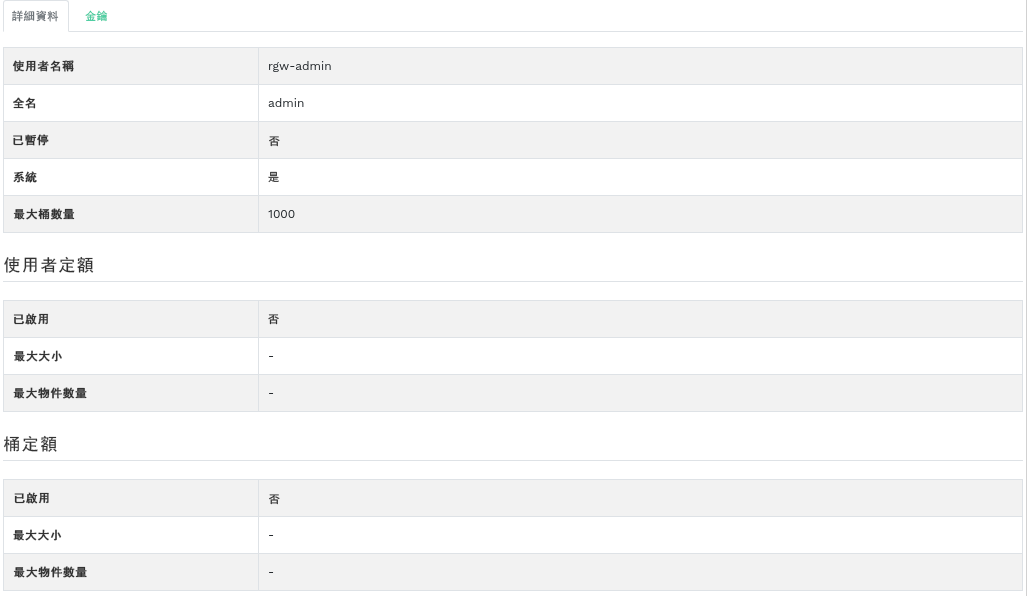 詳細資料 金鑰
使用者名稱 rgw-admin
全名 admin
已暫停 否
系統 是
最大桶數量 1000
使用者定額
已啟用 否
最大大小 -
最大物件數量 -
桶定額
已啟用 否
最大大小 -
最大物件數量 -